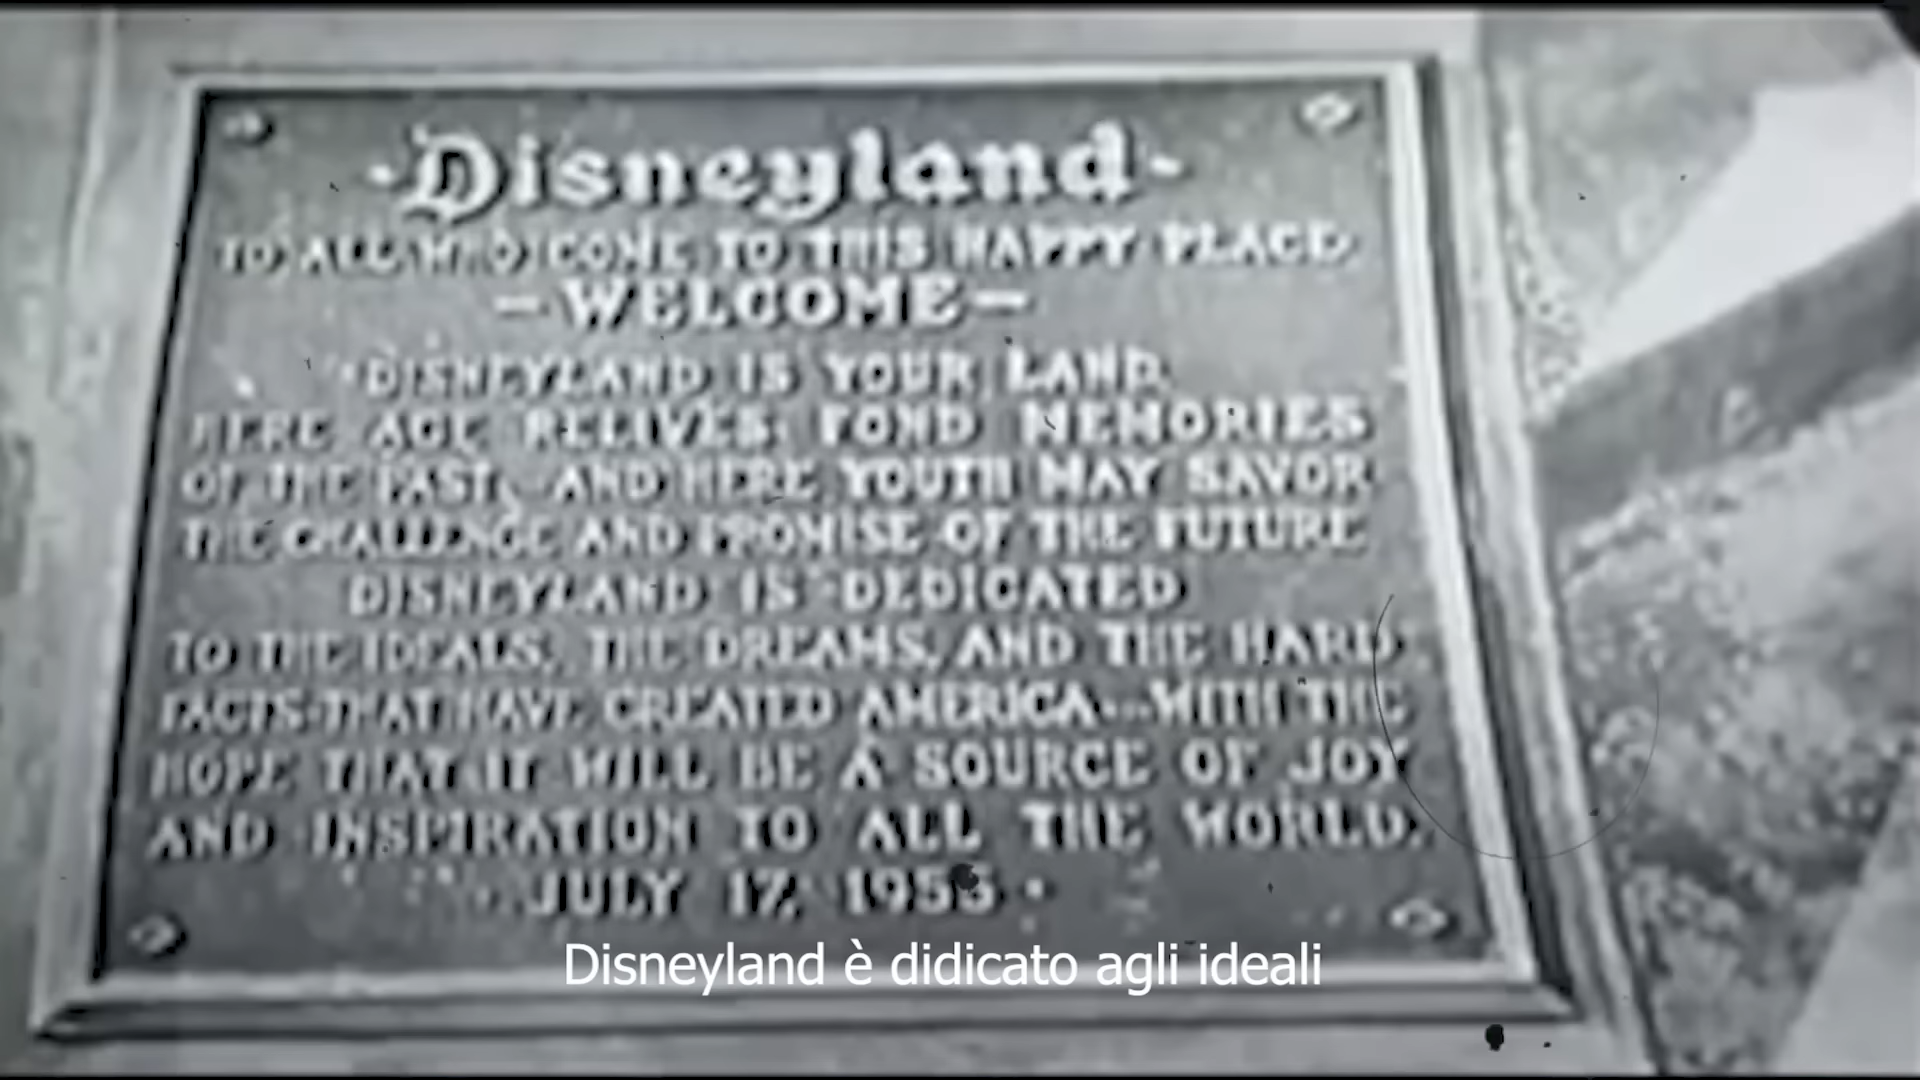 ·Disneyland·
TO ALL WHO COME TO THIS HAPPY PLACE
—WELCOME—
DISNEYLAND IS YOUR LAND.
HERE AGE RELIVES FOND MEMORIES
OF THE PAST, AND HERE YOUTH MAY SAVOR
THE CHALLENGE AND PROMISE OF THE FUTURE
DISNEYLAND IS DEDICATED
TO THE IDEALS, THE DREAMS, AND THE HARD
FACTS THAT HAVE CREATED AMERICA---WITH THE
HOPE THAT IT WILL BE A SOURCE OF JOY
AND INSPIRATION TO ALL THE WORLD.
· JULY 17, 1955 ·
Disneyland è didicato agli ideali